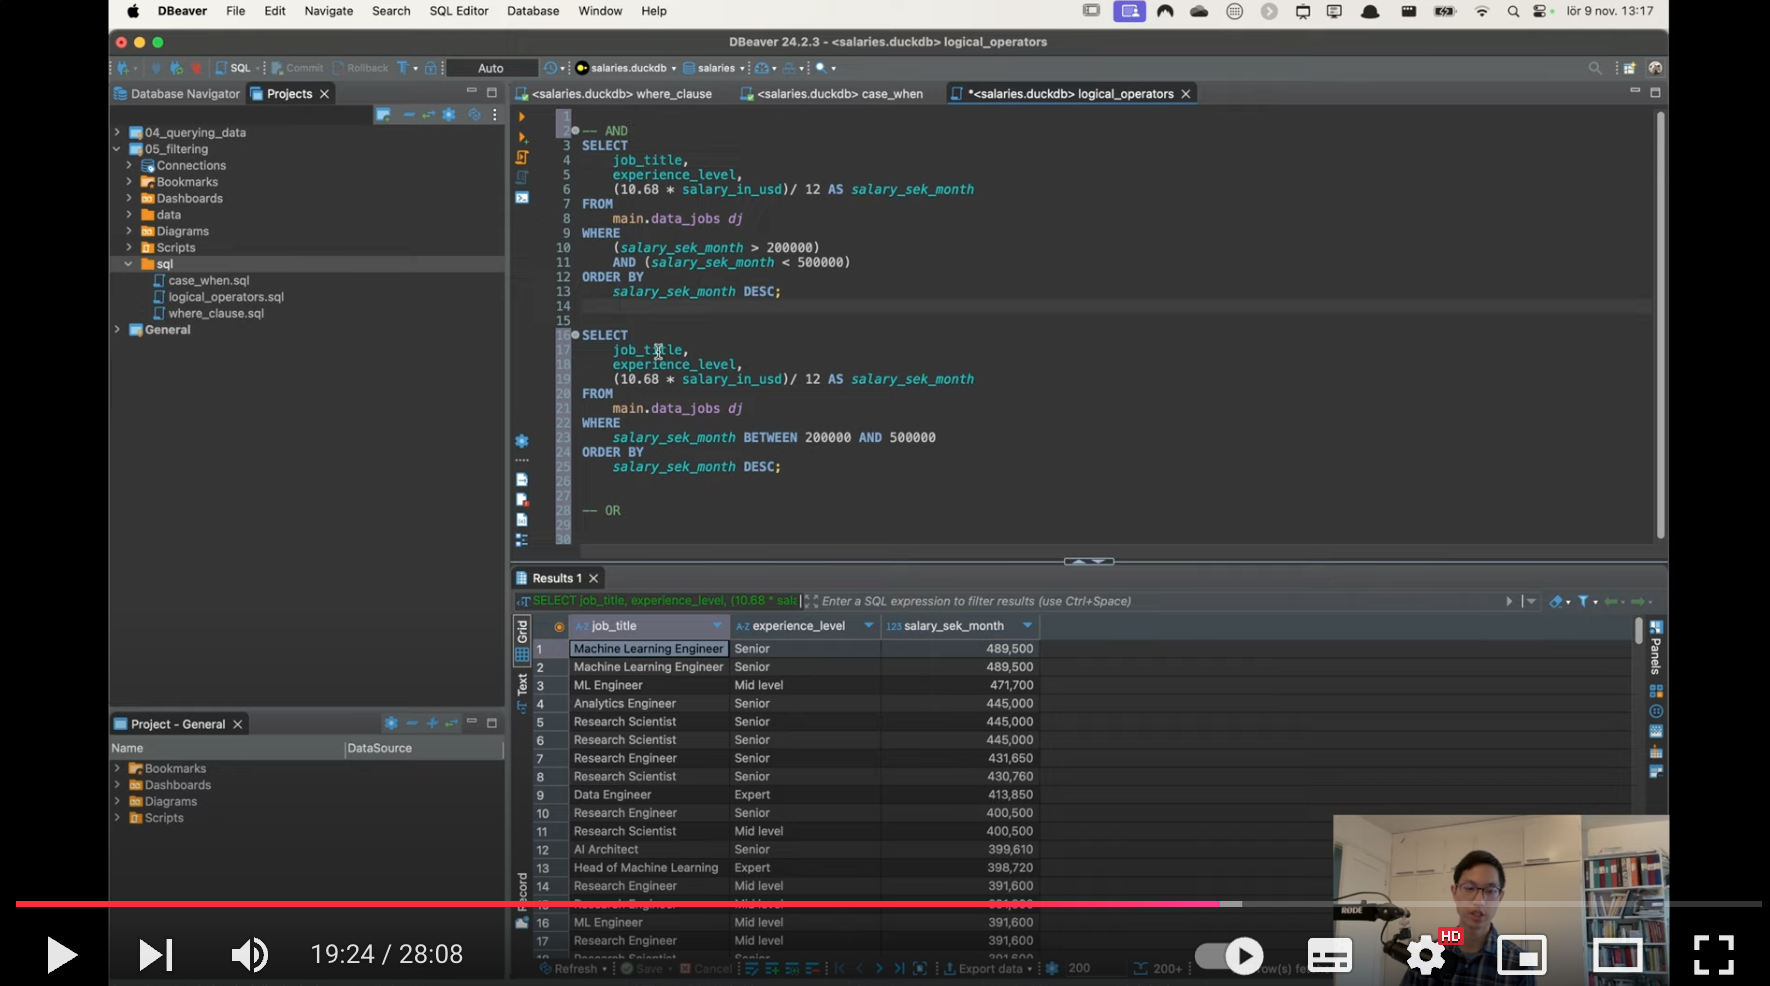 DBeaver File Edit Navigate Search SQL Editor Database Window Help lör 9 nov. 13:17
DBeaver 24.2.3 - <salaries.duckdb> logical_operators
SQL Commit Rollback T Auto salaries.duckdb salaries
Database Navigator Projects
<salaries.duckdb> where_clause <salaries.duckdb> case_when *<salaries.duckdb> logical_operators
04_querying_data
05_filtering
Connections
Bookmarks
Dashboards
data
Diagrams
Scripts
sql
case_when.sql
logical_operators.sql
where_clause.sql
General
1
2 -- AND
3 SELECT
4 job_title,
5 experience_level,
6 (10.68 * salary_in_usd)/ 12 AS salary_sek_month
7 FROM
8 main.data_jobs dj
9 WHERE
10 (salary_sek_month > 200000)
11 AND (salary_sek_month < 500000)
12 ORDER BY
13 salary_sek_month DESC;
14
15
16 SELECT
17 job_title,
18 experience_level,
19 (10.68 * salary_in_usd)/ 12 AS salary_sek_month
20 FROM
21 main.data_jobs dj
22 WHERE
23 salary_sek_month BETWEEN 200000 AND 500000
24 ORDER BY
25 salary_sek_month DESC;
26
27
28 -- OR
29
30
Project - General
Name DataSource
Bookmarks
Dashboards
Diagrams
Scripts
Results 1
SELECT job_title, experience_level, (10.68 * sala Enter a SQL expression to filter results (use Ctrl+Space)
Grid
Text
Record
Panels
A-Z job_title A-Z experience_level 123 salary_sek_month
1 Machine Learning Engineer Senior 489,500
2 Machine Learning Engineer Senior 489,500
3 ML Engineer Mid level 471,700
4 Analytics Engineer Senior 445,000
5 Research Scientist Senior 445,000
6 Research Scientist Senior 445,000
7 Research Engineer Senior 431,650
8 Research Scientist Senior 430,760
9 Data Engineer Expert 413,850
10 Research Engineer Senior 400,500
11 Research Scientist Mid level 400,500
12 AI Architect Senior 399,610
13 Head of Machine Learning Expert 398,720
14 Research Engineer Mid level 391,600
16 ML Engineer Mid level 391,600
17 Research Engineer Mid level 391,600
Refresh Save Cancel Export data 200 200+
RØDE
19:24 / 28:08
HD